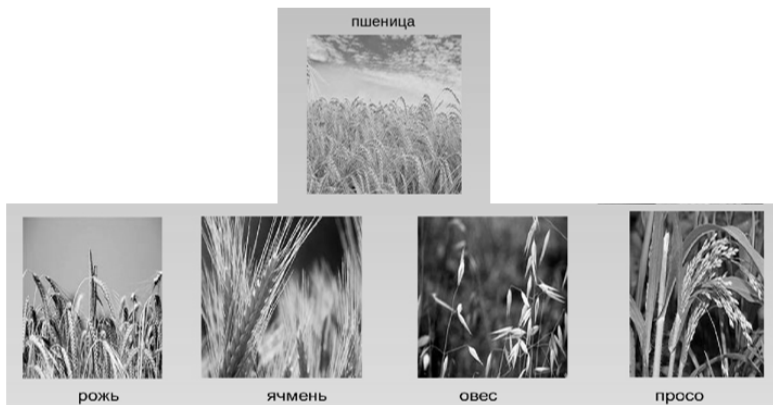 пшеница
рожь ячмень овес просо